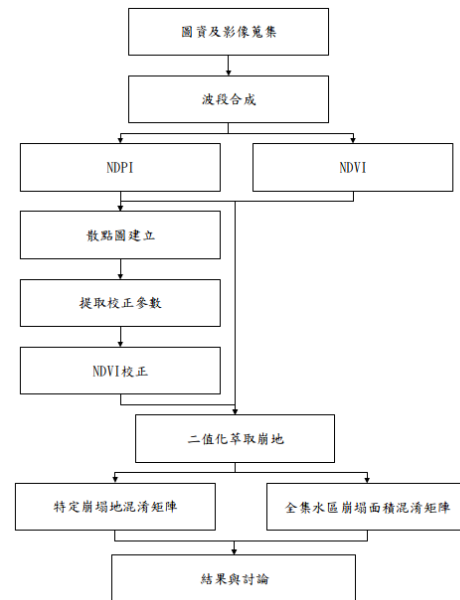 圖資及影像蒐集
波段合成
NDPI
NDVI
散點圖建立
提取校正參數
NDVI校正
二值化萃取崩地
特定崩塌地混淆矩陣
全集水區崩塌面積混淆矩陣
結果與討論